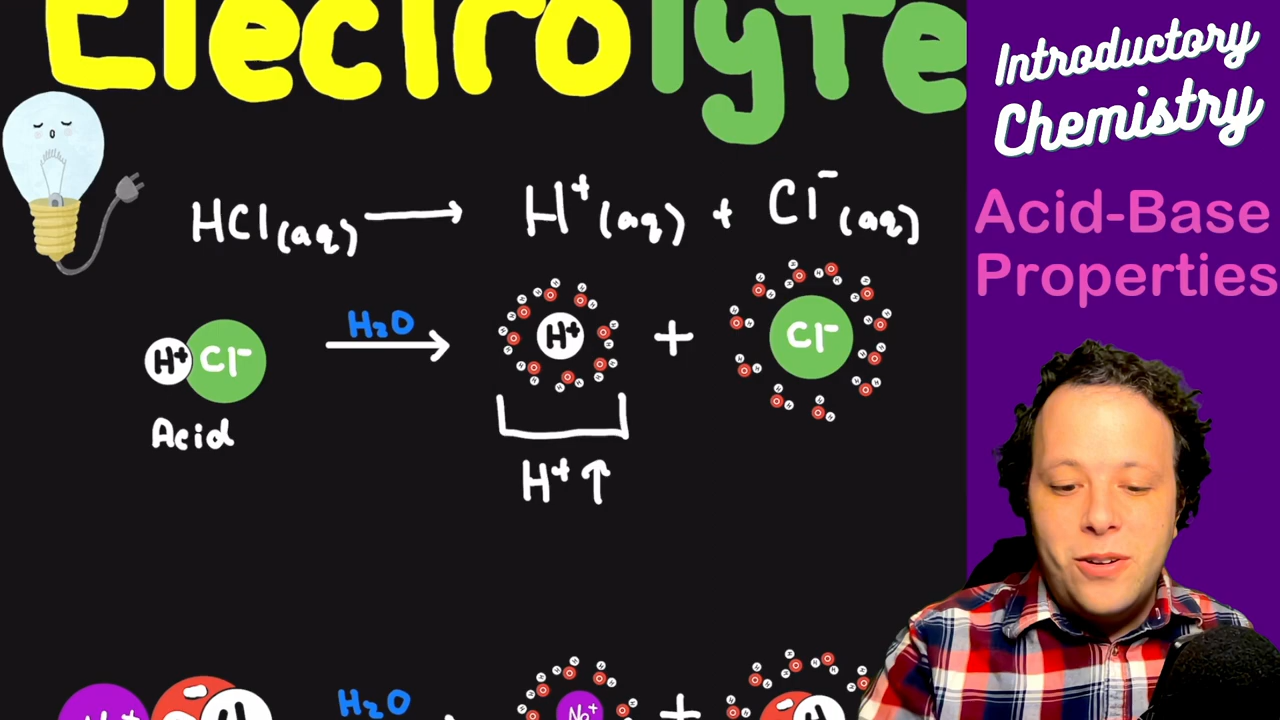 Electrolyte
Introductory
Chemistry
Acid-Base
Properties
HCl(aq) → H⁺(aq) + Cl⁻(aq)
H⁺ Cl⁻ H₂O → H⁺ + Cl⁻
Acid
H⁺ ↑
H₂O
Na⁺ +